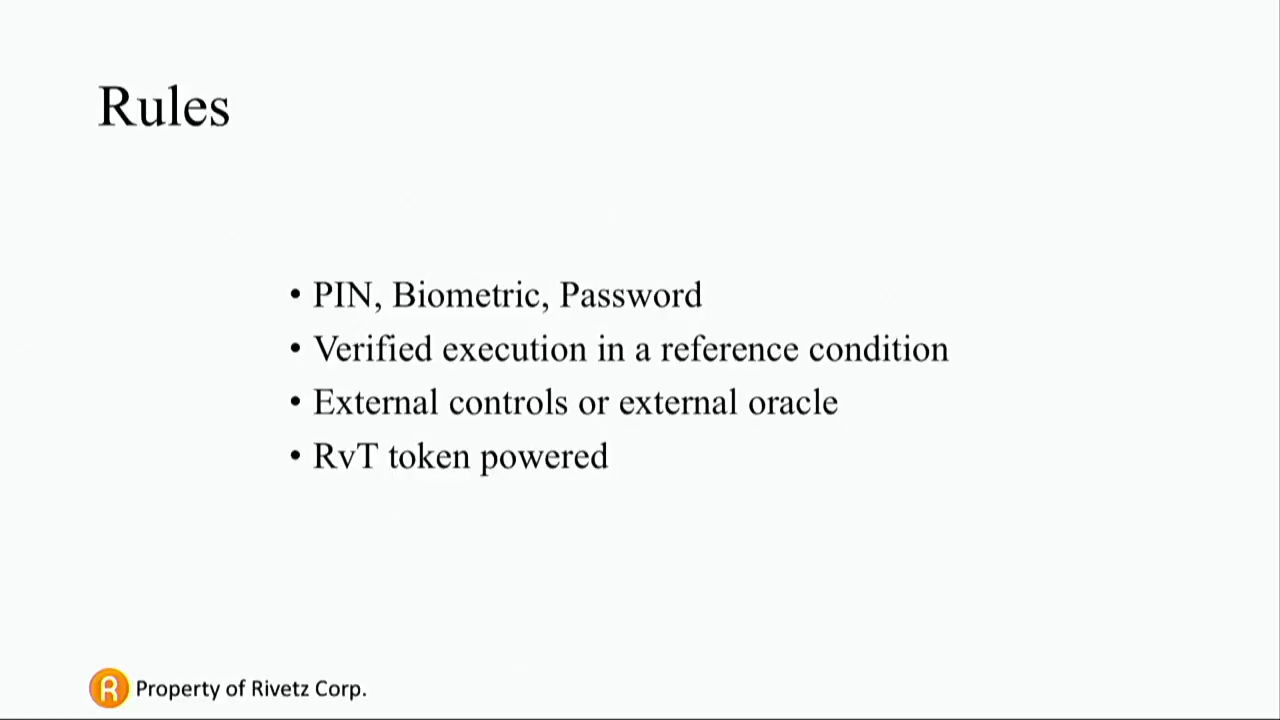 Rules
• PIN, Biometric, Password
• Verified execution in a reference condition
• External controls or external oracle
• RvT token powered
R Property of Rivetz Corp.